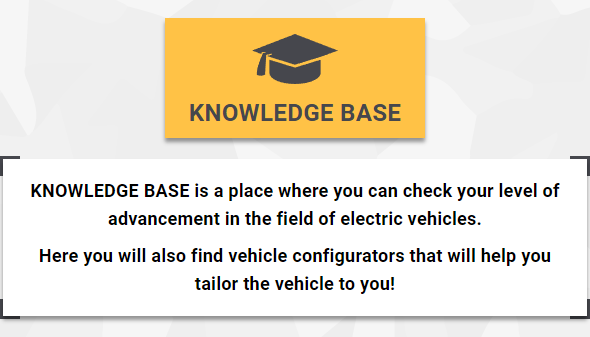 KNOWLEDGE BASE
KNOWLEDGE BASE is a place where you can check your level of
advancement in the field of electric vehicles.
Here you will also find vehicle configurators that will help you
tailor the vehicle to you!